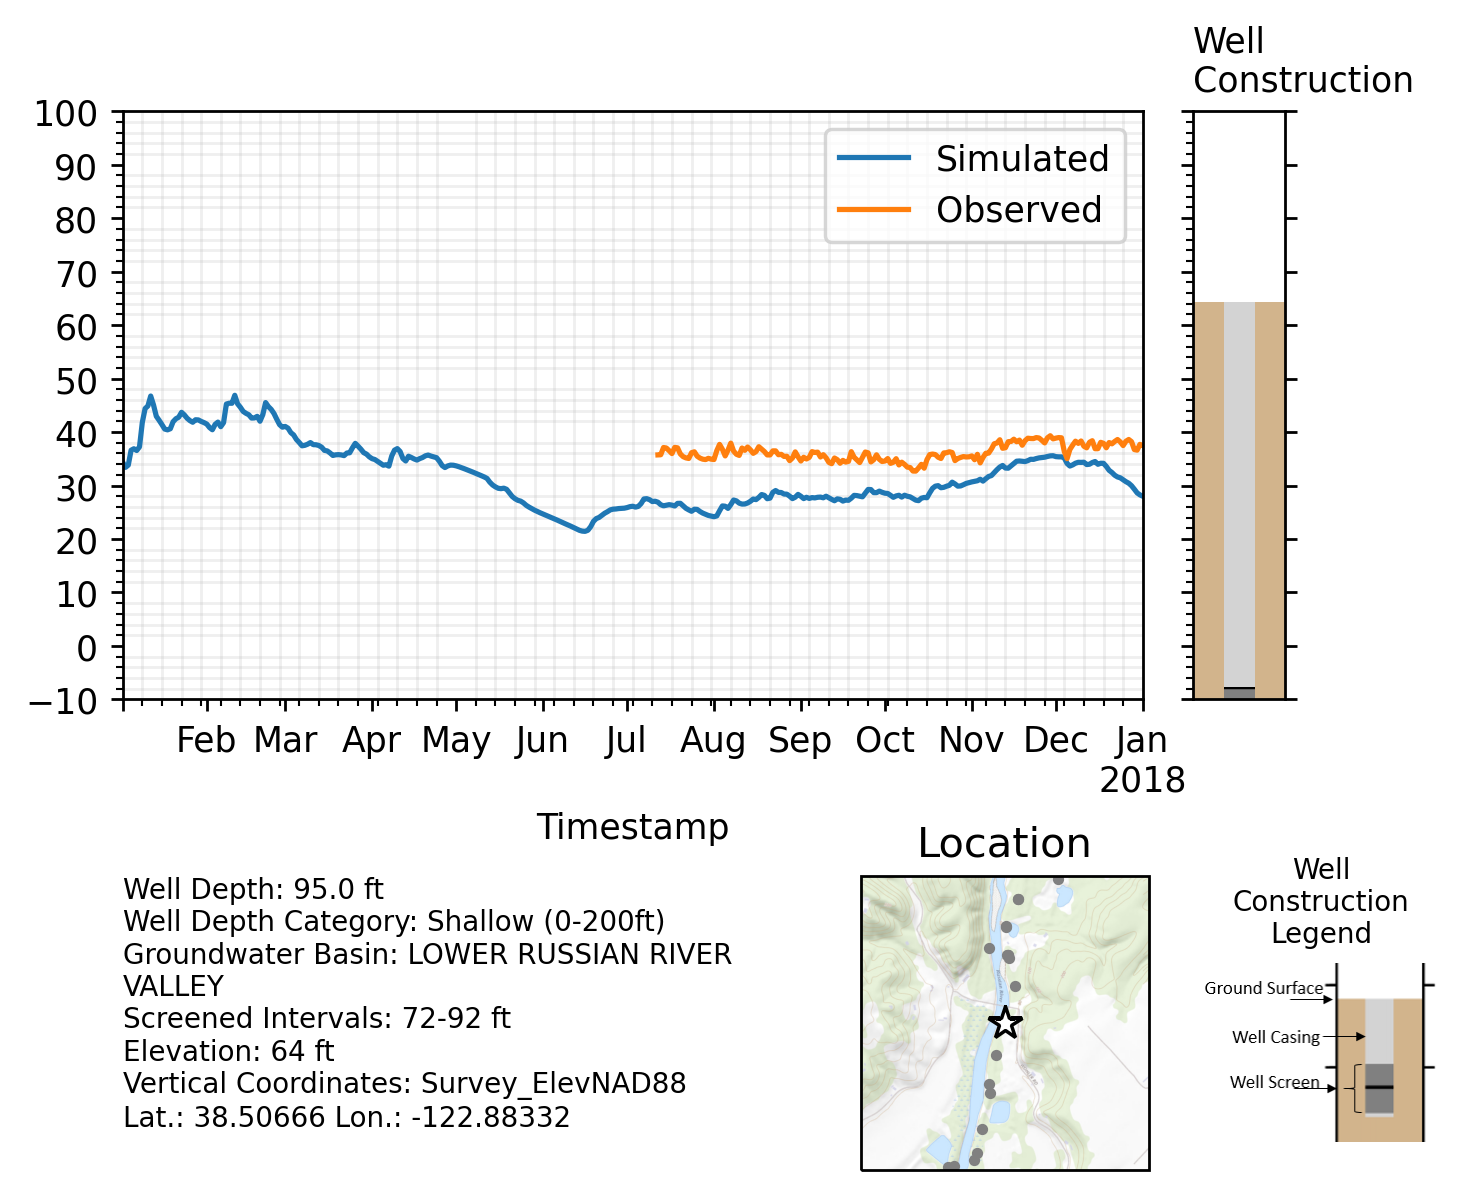 Well
Construction
100
90
80
70
60
50
40
30
20
10
0
−10
Simulated
Observed
Feb Mar Apr May Jun Jul Aug Sep Oct Nov Dec Jan
2018
Timestamp
Well Depth: 95.0 ft
Well Depth Category: Shallow (0-200ft)
Groundwater Basin: LOWER RUSSIAN RIVER
VALLEY
Screened Intervals: 72-92 ft
Elevation: 64 ft
Vertical Coordinates: Survey_ElevNAD88
Lat.: 38.50666 Lon.: -122.88332
Location
Well
Construction
Legend
Ground Surface
Well Casing
Well Screen